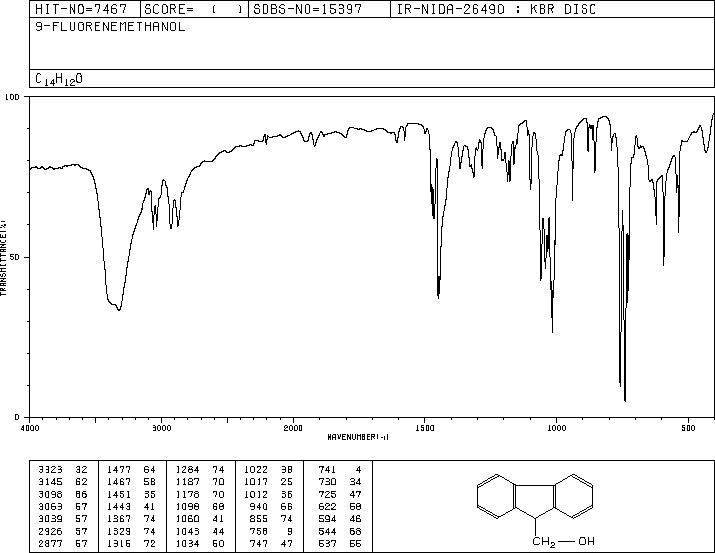 HIT-NO=7467 SCORE= ( ) SDBS-NO=15397 IR-NIDA-26490 : KBR DISC
9-FLUORENEMETHANOL
C14H12O
100
50
0
TRANSMITTANCE(%)
4000 3000 2000 1500 1000 500
WAVENUMBER(-1)
3323 32 1477 64 1284 74 1022 38 741 4
3145 62 1467 58 1187 70 1017 25 730 34
3098 66 1451 35 1178 70 1012 36 725 47
3063 57 1443 41 1098 68 940 66 622 58
3039 57 1367 74 1060 41 855 74 594 46
2926 57 1329 74 1043 44 758 9 544 68
2877 57 1316 72 1034 50 747 47 537 55
CH2 OH